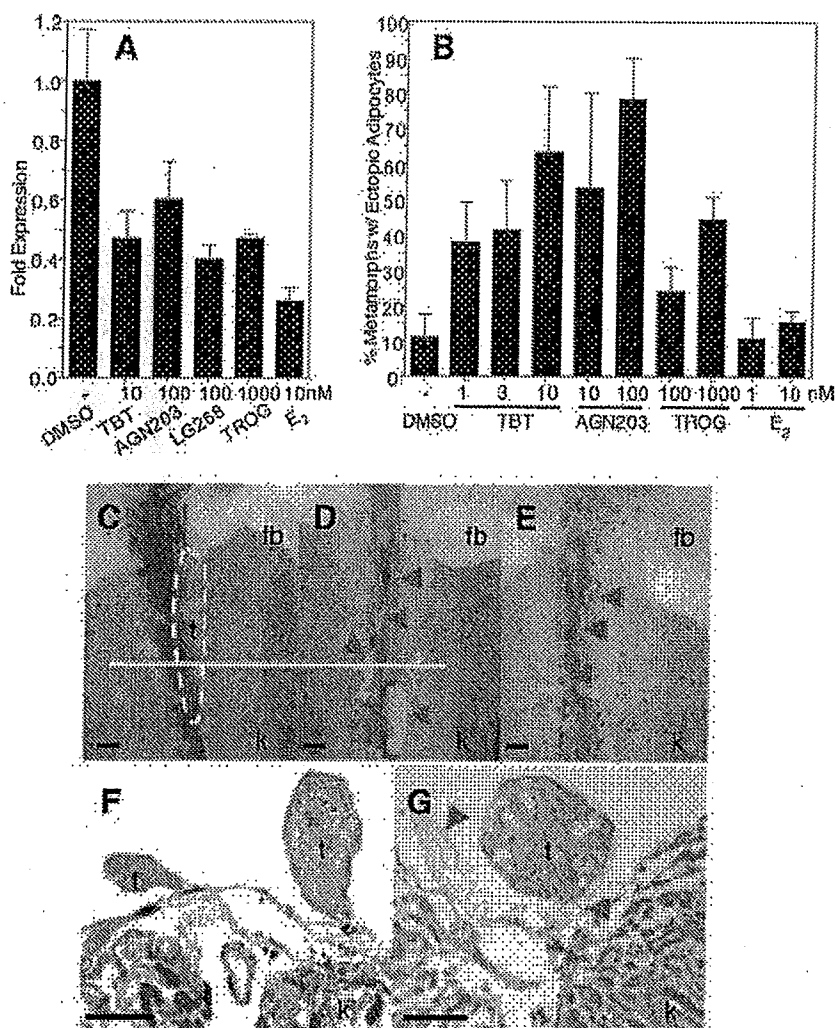 A
Fold Expression
1.2
1.0
0.8
0.6
0.4
0.2
0.0
- 10 100 100 1000 10nM
DMSO TBT AGN203 LG268 TROG E2
B
% Metamorphs w/ Ectopic Adipocytes
100
90
80
70
60
50
40
30
20
10
0
- 1 3 10 10 100 100 1000 1 10 nM
DMSO TBT AGN203 TROG E2
C fb D fb E fb
t
k k k
F G
t t t
k k